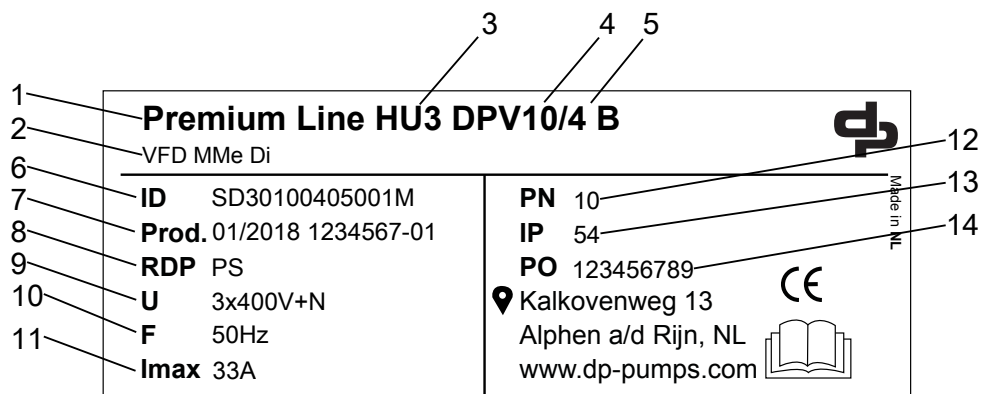 3 4 5
1 Premium Line HU3 DPV10/4 B
dp
2 VFD MMe Di
6 ID SD30100405001M
7 Prod. 01/2018 1234567-01
8 RDP PS
9 U 3x400V+N
10 F 50Hz
11 Imax 33A
PN 10 12
IP 54 13
PO 123456789 14
Kalkovenweg 13
Alphen a/d Rijn, NL
www.dp-pumps.com
Made in NL
CE